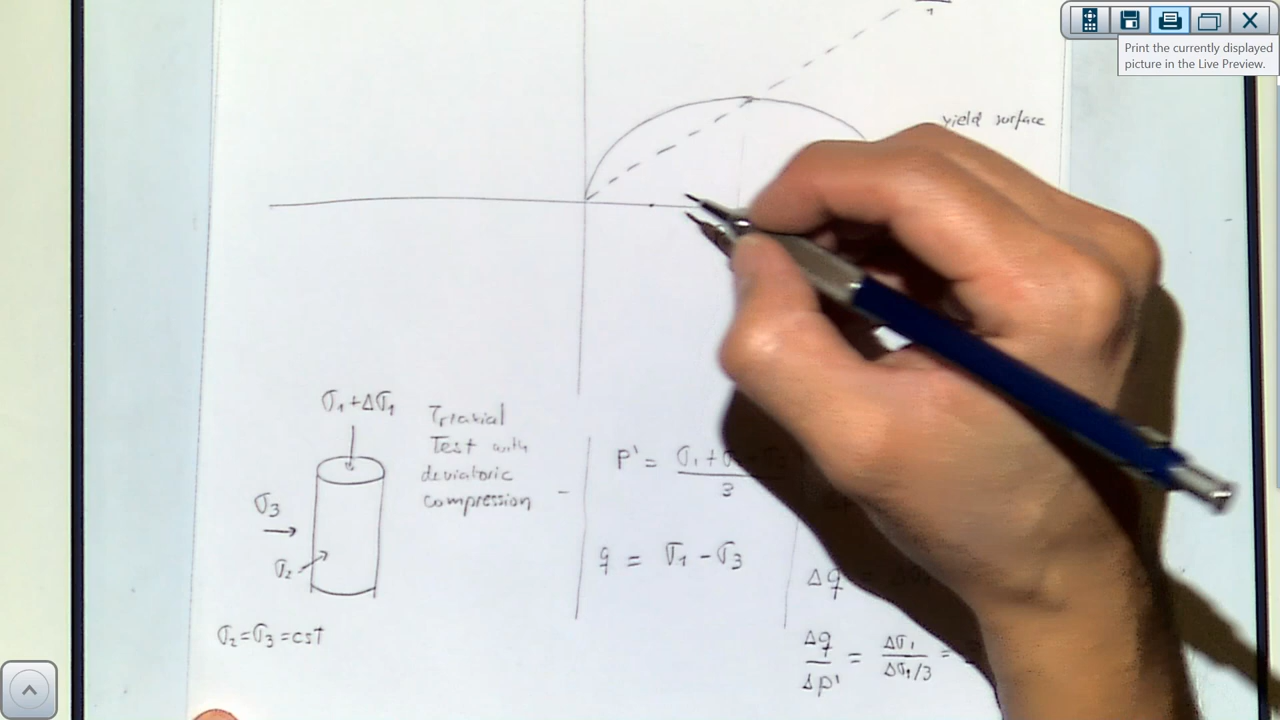 1
Print the currently displayed
picture in the Live Preview.
yield surface
σ1+Δσ1
Triaxial
Test with
deviatoric
compression
σ3
σ2
σ2=σ3=cst
P' = σ1+σ
3
q = σ1-σ3
Δq
Δq/Δp' = Δσ1/Δσ1/3 =